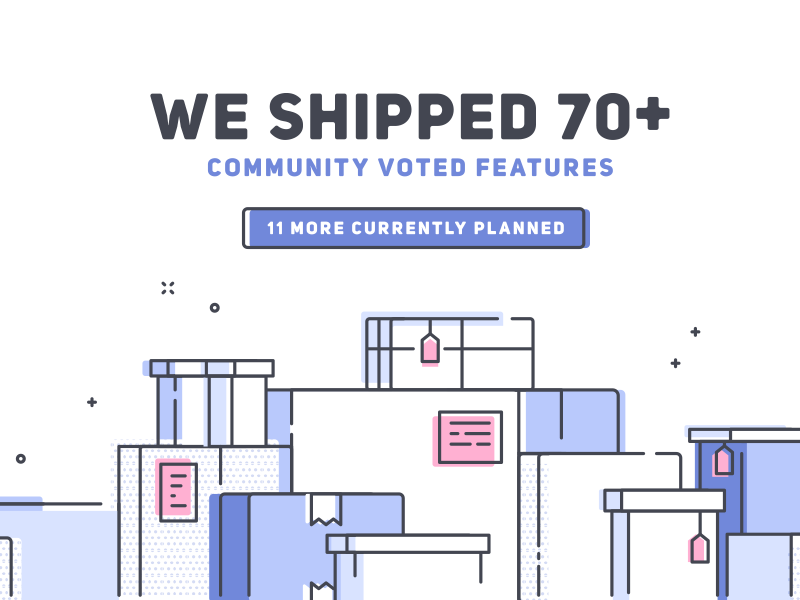 WE SHIPPED 70+
COMMUNITY VOTED FEATURES
11 MORE CURRENTLY PLANNED